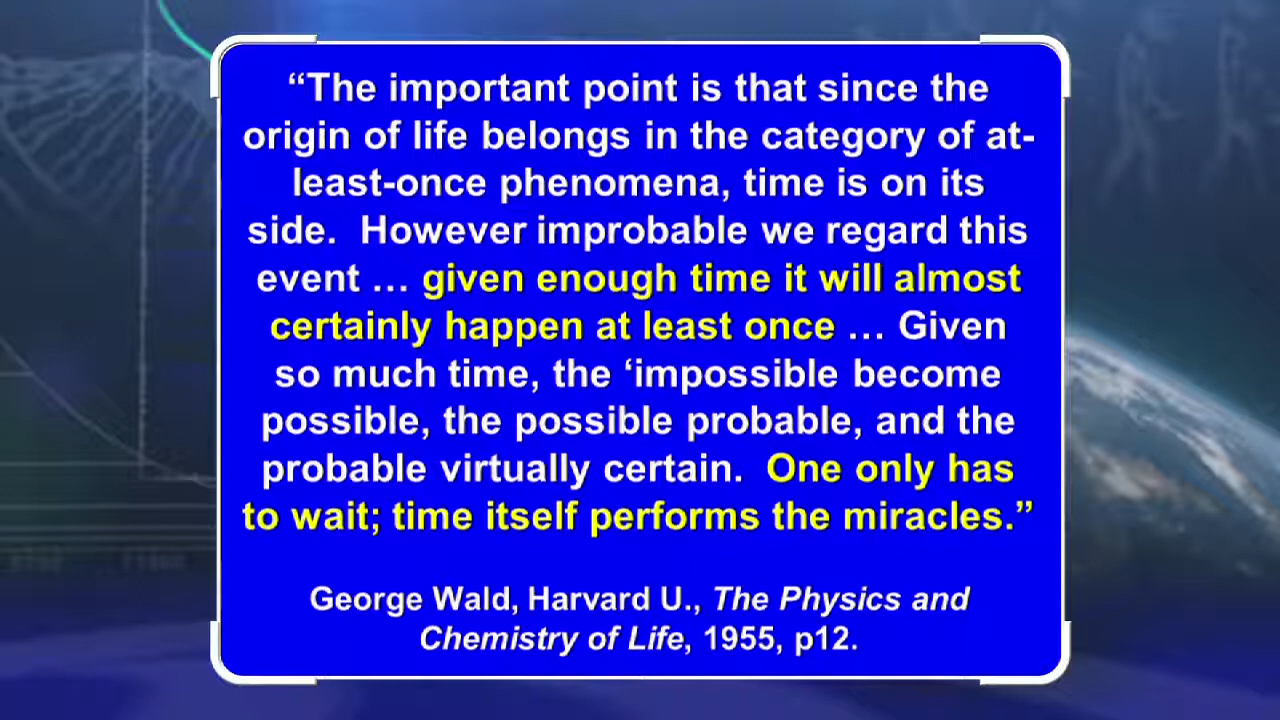 “The important point is that since the
origin of life belongs in the category of at-
least-once phenomena, time is on its
side.  However improbable we regard this
event … given enough time it will almost
certainly happen at least once … Given
so much time, the ‘impossible become
possible, the possible probable, and the
probable virtually certain.  One only has
to wait; time itself performs the miracles.”
George Wald, Harvard U., The Physics and
Chemistry of Life, 1955, p12.